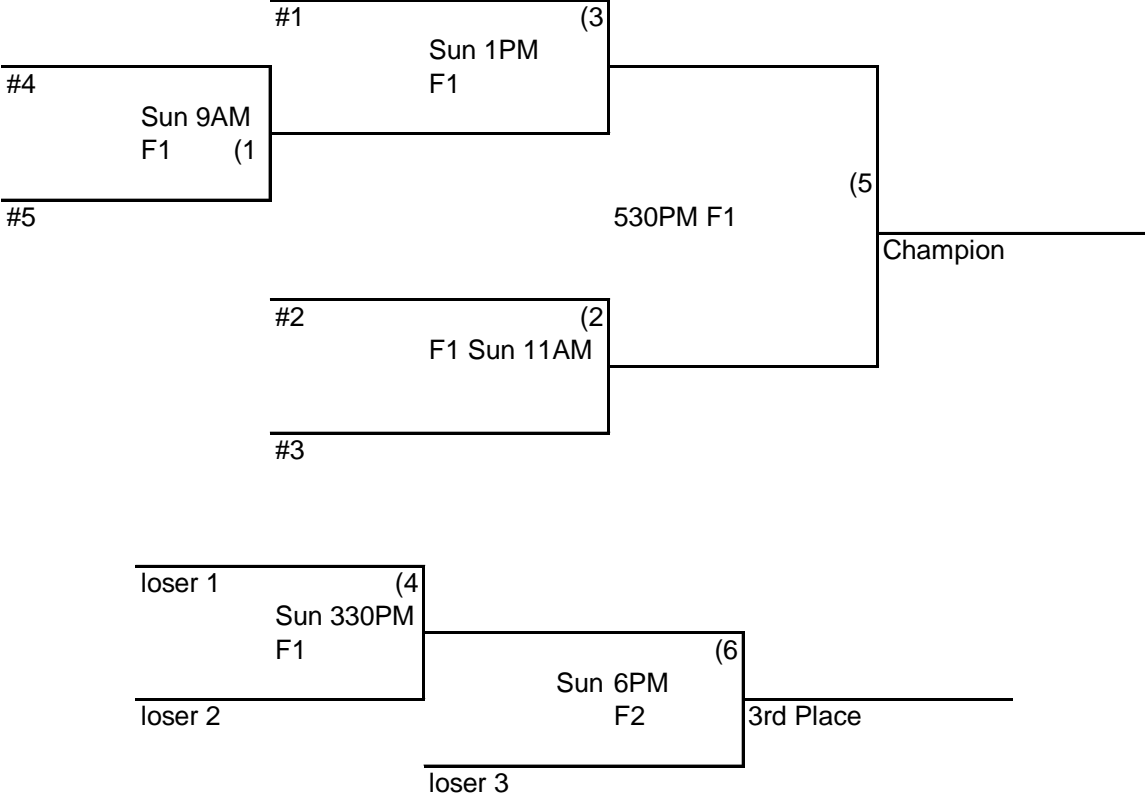 #1 (3
Sun 1PM
#4 F1
Sun 9AM
F1 (1
(5
#5 530PM F1
Champion
#2 (2
F1 Sun 11AM
#3
loser 1 (4
Sun 330PM
F1 (6
Sun 6PM
loser 2 F2 3rd Place
loser 3